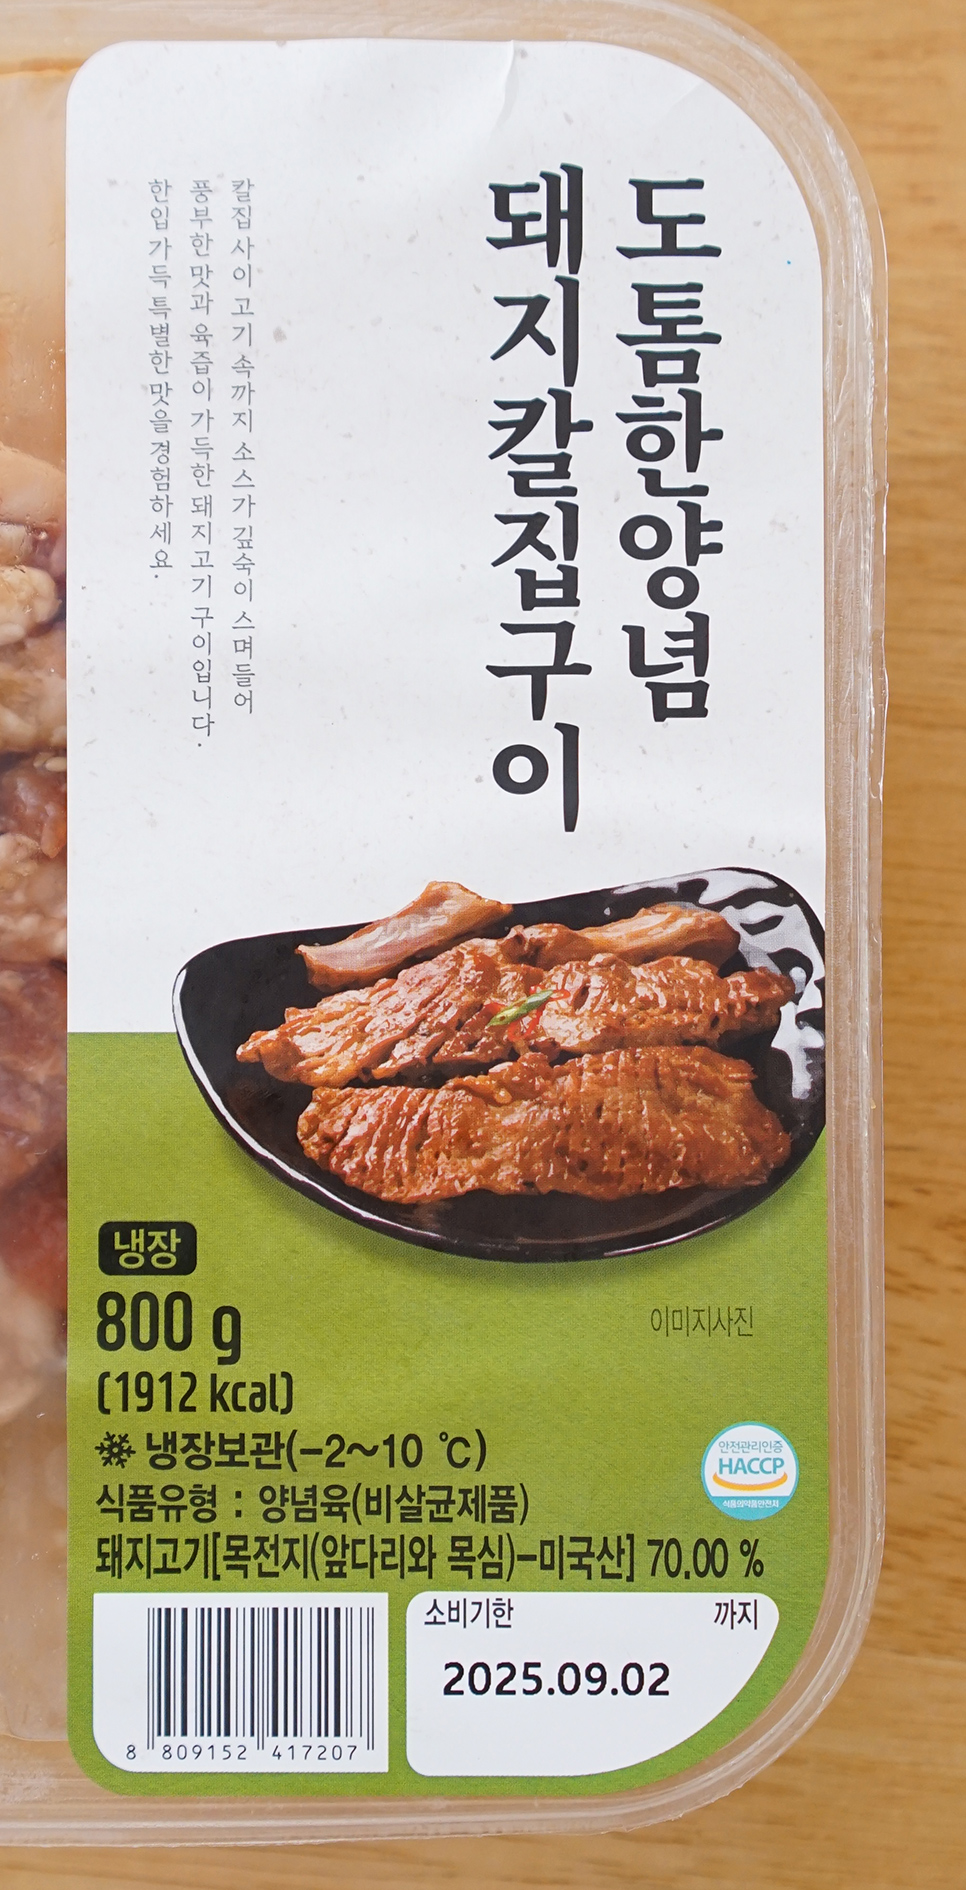 도톰한양념
돼지칼집구이
칼집 사이 고기 속까지 소스가 깊숙이 스며들어
풍부한 맛과 육즙이 가득한 돼지고기 구이입니다.
한입 가득 특별한 맛을 경험하세요.
냉장
800 g
(1912 kcal)
이미지사진
냉장보관(-2~10 ℃)
안전관리인증
HACCP
식품의약품안전처
식품유형 : 양념육(비살균제품)
돼지고기[목전지(앞다리와 목심)-미국산] 70.00 %
소비기한 까지
2025.09.02
8 809152 417207